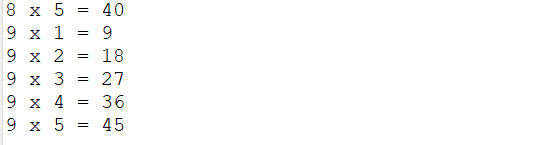 8 x 5 = 40
9 x 1 = 9
9 x 2 = 18
9 x 3 = 27
9 x 4 = 36
9 x 5 = 45